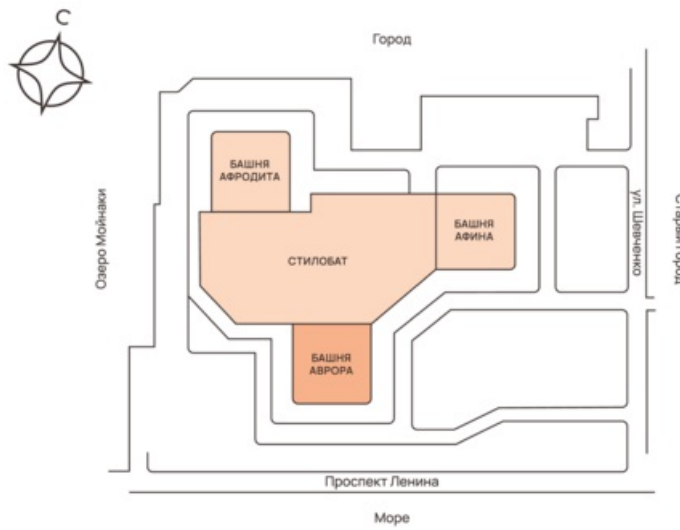 С
Город
БАШНЯ
АФРОДИТА
Озеро Мойнаки
СТИЛОБАТ
БАШНЯ
АФИНА
ул. Шевченко
Старый город
БАШНЯ
АВРОРА
Проспект Ленина
Море